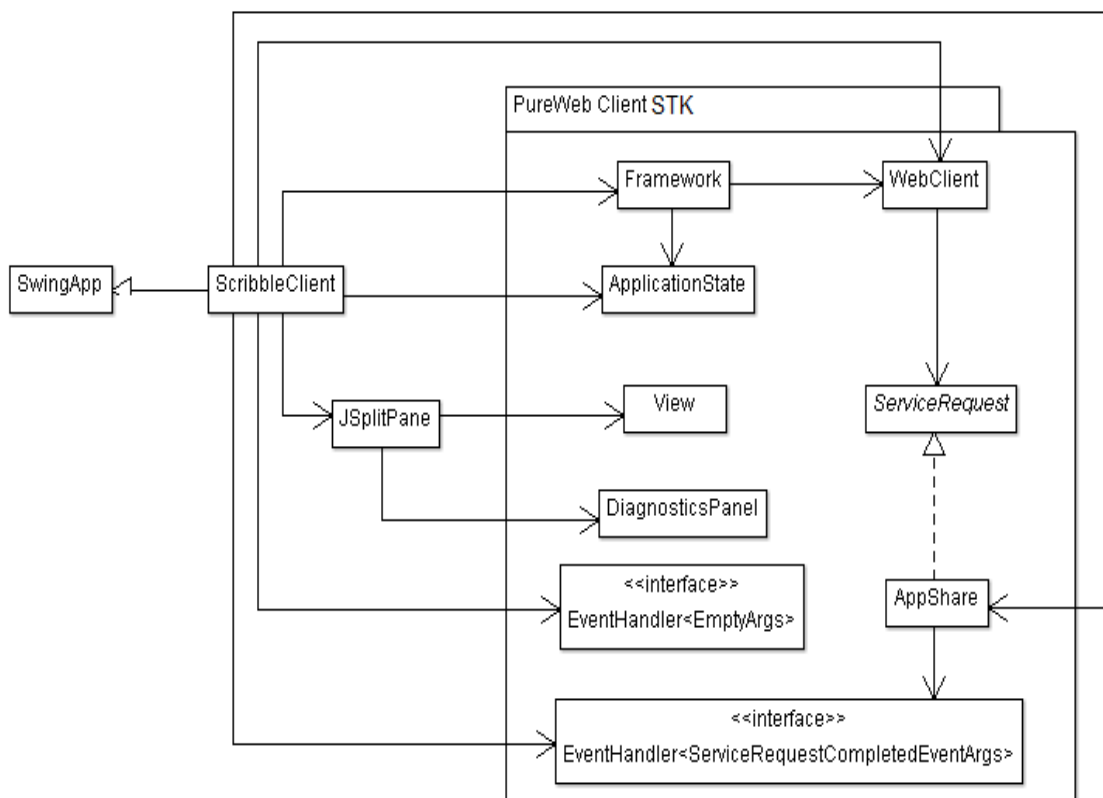 PureWeb Client STK
Framework
WebClient
SwingApp
ScribbleClient
ApplicationState
JSplitPane
View
ServiceRequest
DiagnosticsPanel
<<interface>>
EventHandler<EmptyArgs>
AppShare
<<interface>>
EventHandler<ServiceRequestCompletedEventArgs>